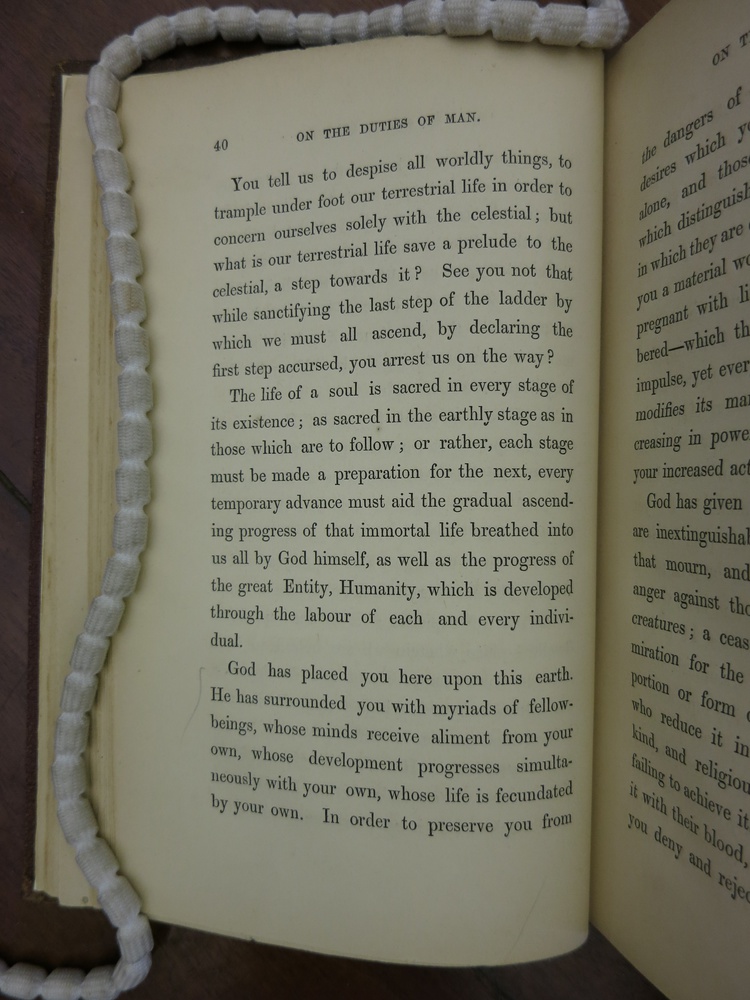 40 ON THE DUTIES OF MAN.
You tell us to despise all worldly things, to
trample under foot our terrestrial life in order to
concern ourselves solely with the celestial; but
what is our terrestrial life save a prelude to the
celestial, a step towards it? See you not that
while sanctifying the last step of the ladder by
which we must all ascend, by declaring the
first step accursed, you arrest us on the way?
The life of a soul is sacred in every stage of
its existence; as sacred in the earthly stage as in
those which are to follow; or rather, each stage
must be made a preparation for the next, every
temporary advance must aid the gradual ascend-
ing progress of that immortal life breathed into
us all by God himself, as well as the progress of
the great Entity, Humanity, which is developed
through the labour of each and every indivi-
dual.
God has placed you here upon this earth.
He has surrounded you with myriads of fellow-
beings, whose minds receive aliment from your
own, whose development progresses simulta-
neously with your own, whose life is fecundated
by your own. In order to preserve you from
ON
the dangers of
desires which
alone, and those
which distinguish
in which they are
you a material
pregnant with
bered—which
impulse, yet ever
modifies its
creasing in power
your increased
God has given
are inextinguishab
that mourn, and
anger against
creatures; a
miration for the
portion or form
who reduce it in
kind, and religiou
failing to achieve it
it with their blood,
you deny and